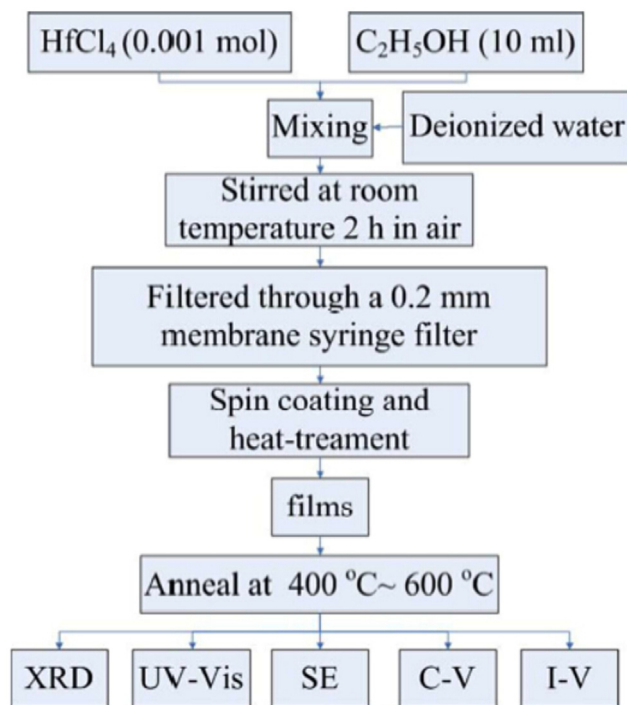 HfCl₄ (0.001 mol)
C₂H₅OH (10 ml)
Mixing
Deionized water
Stirred at room
temperature 2 h in air
Filtered through a 0.2 mm
membrane syringe filter
Spin coating and
heat-treament
films
Anneal at 400 °C~ 600 °C
XRD
UV-Vis
SE
C-V
I-V